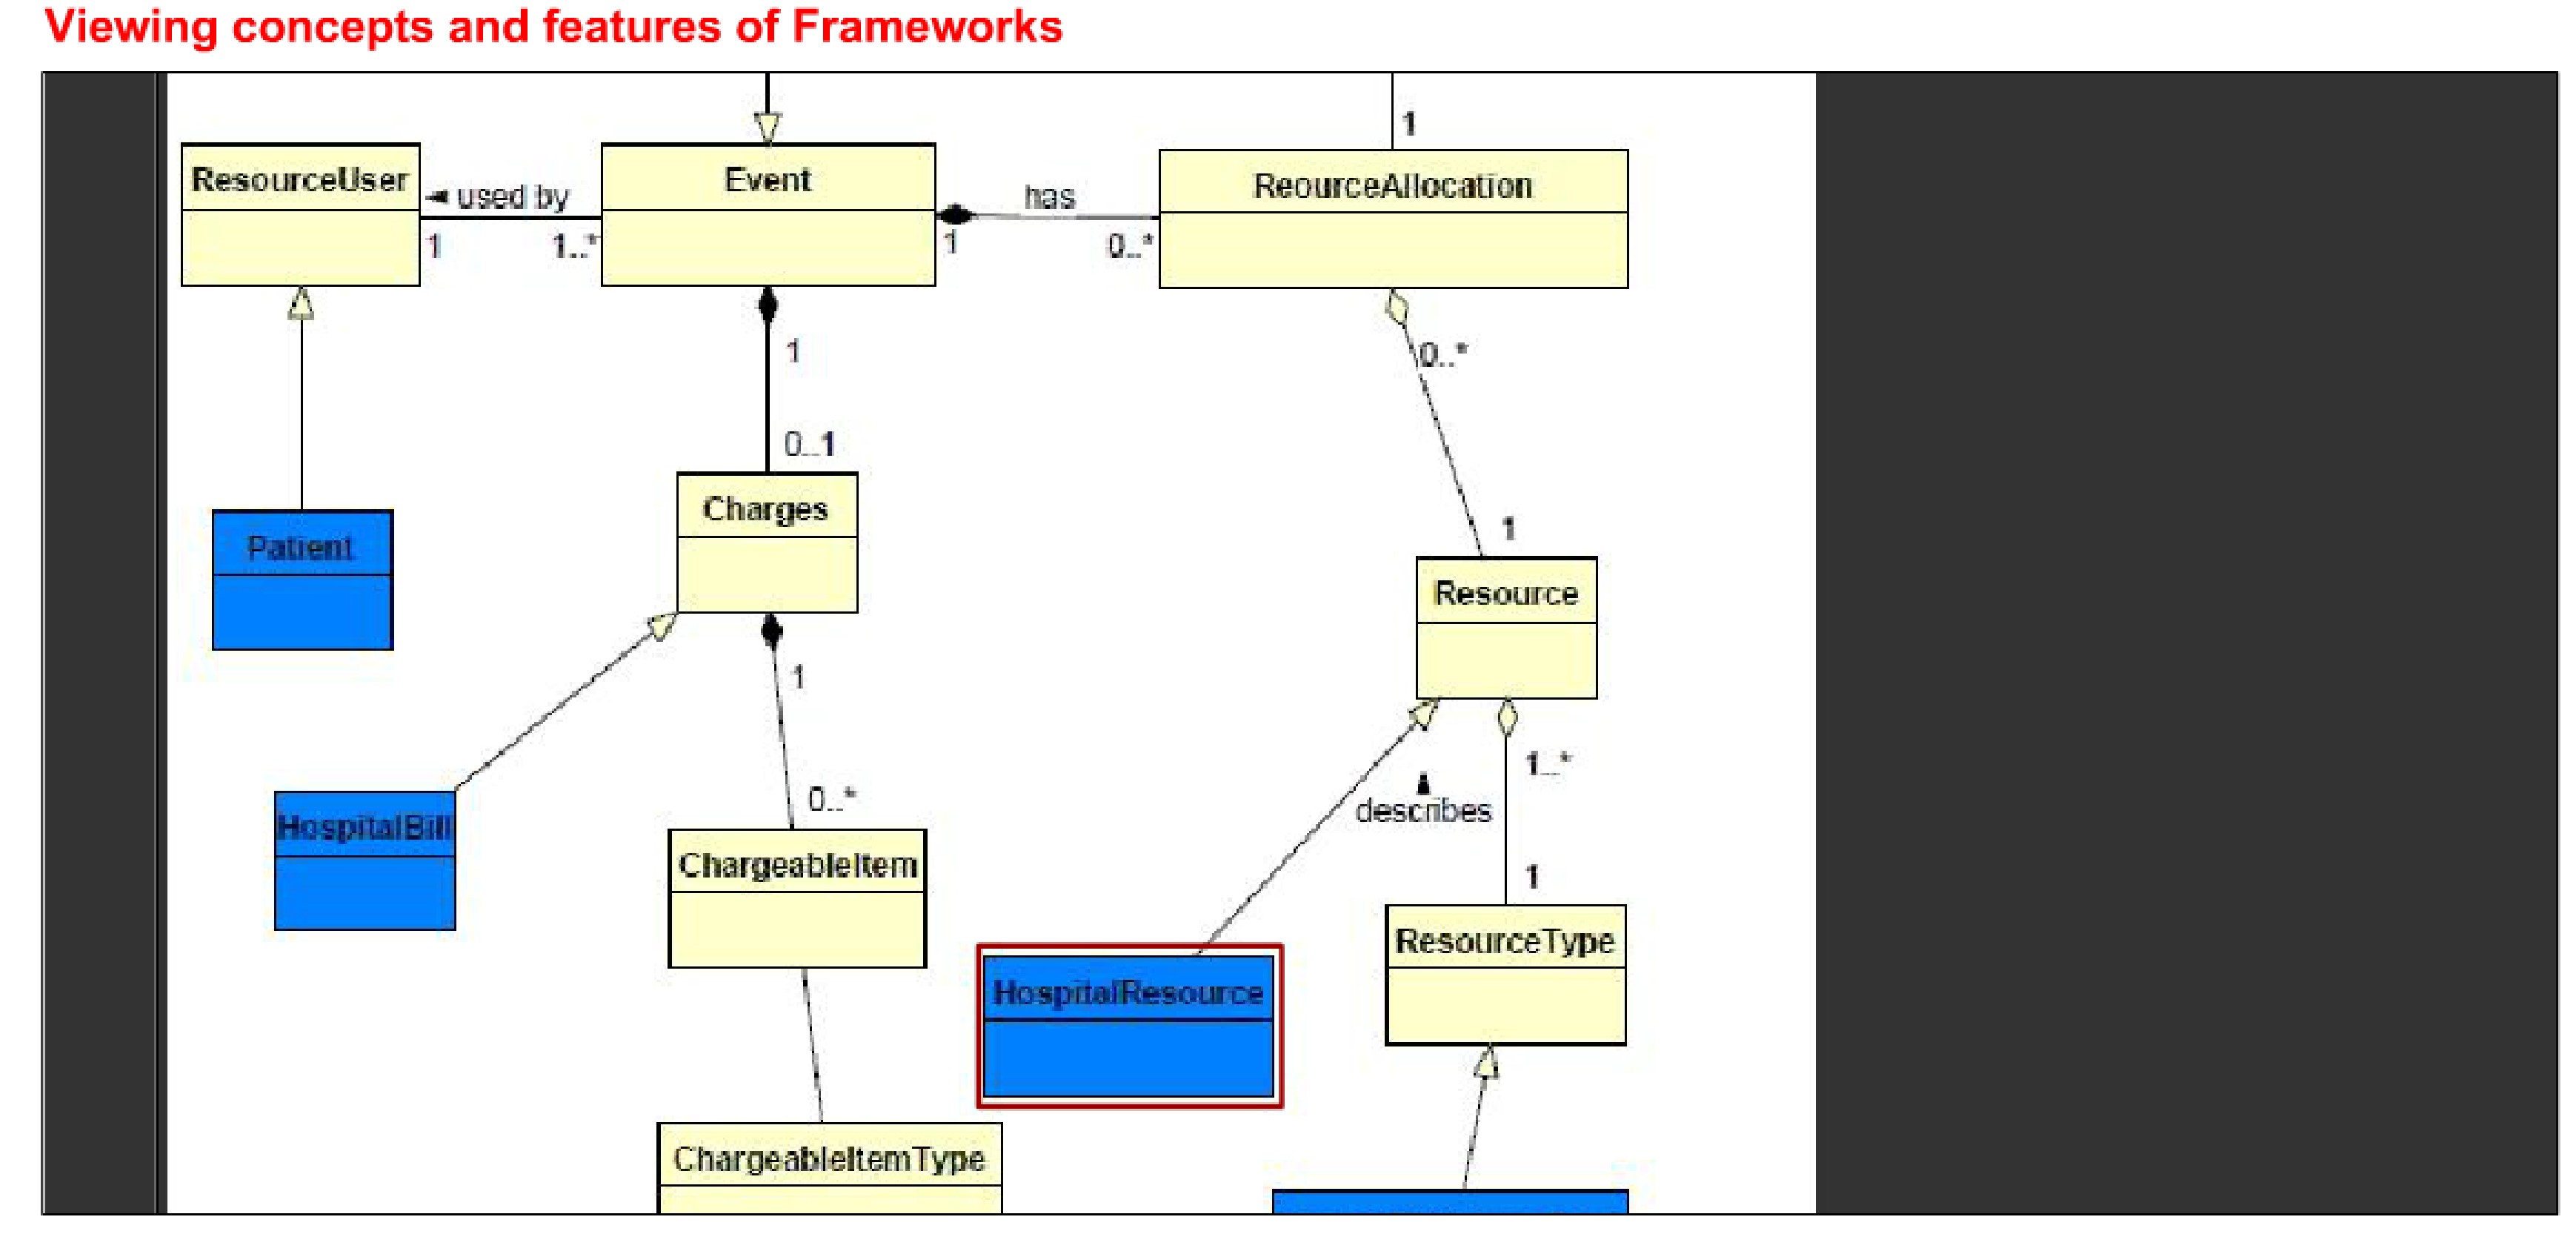 Viewing concepts and features of Frameworks
1
ResourceUser
used by
Event
has
ReourceAllocation
1
1..*
1
0..*
1
0..*
0..1
Charges
1
Patient
Resource
1
1..*
0..*
describes
HospitalBill
ChargeableItem
1
ResourceType
HospitalResource
ChargeableItemType